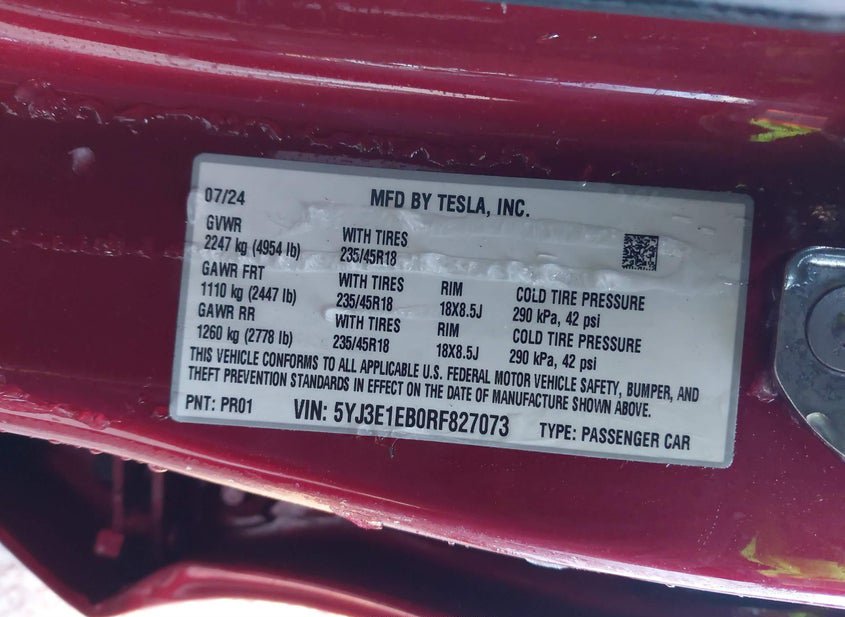 07/24 MFD BY TESLA, INC.
GVWR
2247 kg (4954 lb) WITH TIRES
235/45R18
GAWR FRT
1110 kg (2447 lb) WITH TIRES
235/45R18 RIM
18X8.5J COLD TIRE PRESSURE
290 kPa, 42 psi
GAWR RR
1260 kg (2778 lb) WITH TIRES
235/45R18 RIM
18X8.5J COLD TIRE PRESSURE
290 kPa, 42 psi
THIS VEHICLE CONFORMS TO ALL APPLICABLE U.S. FEDERAL MOTOR VEHICLE SAFETY, BUMPER, AND
THEFT PREVENTION STANDARDS IN EFFECT ON THE DATE OF MANUFACTURE SHOWN ABOVE.
PNT: PR01 VIN: 5YJ3E1EB0RF827073 TYPE: PASSENGER CAR